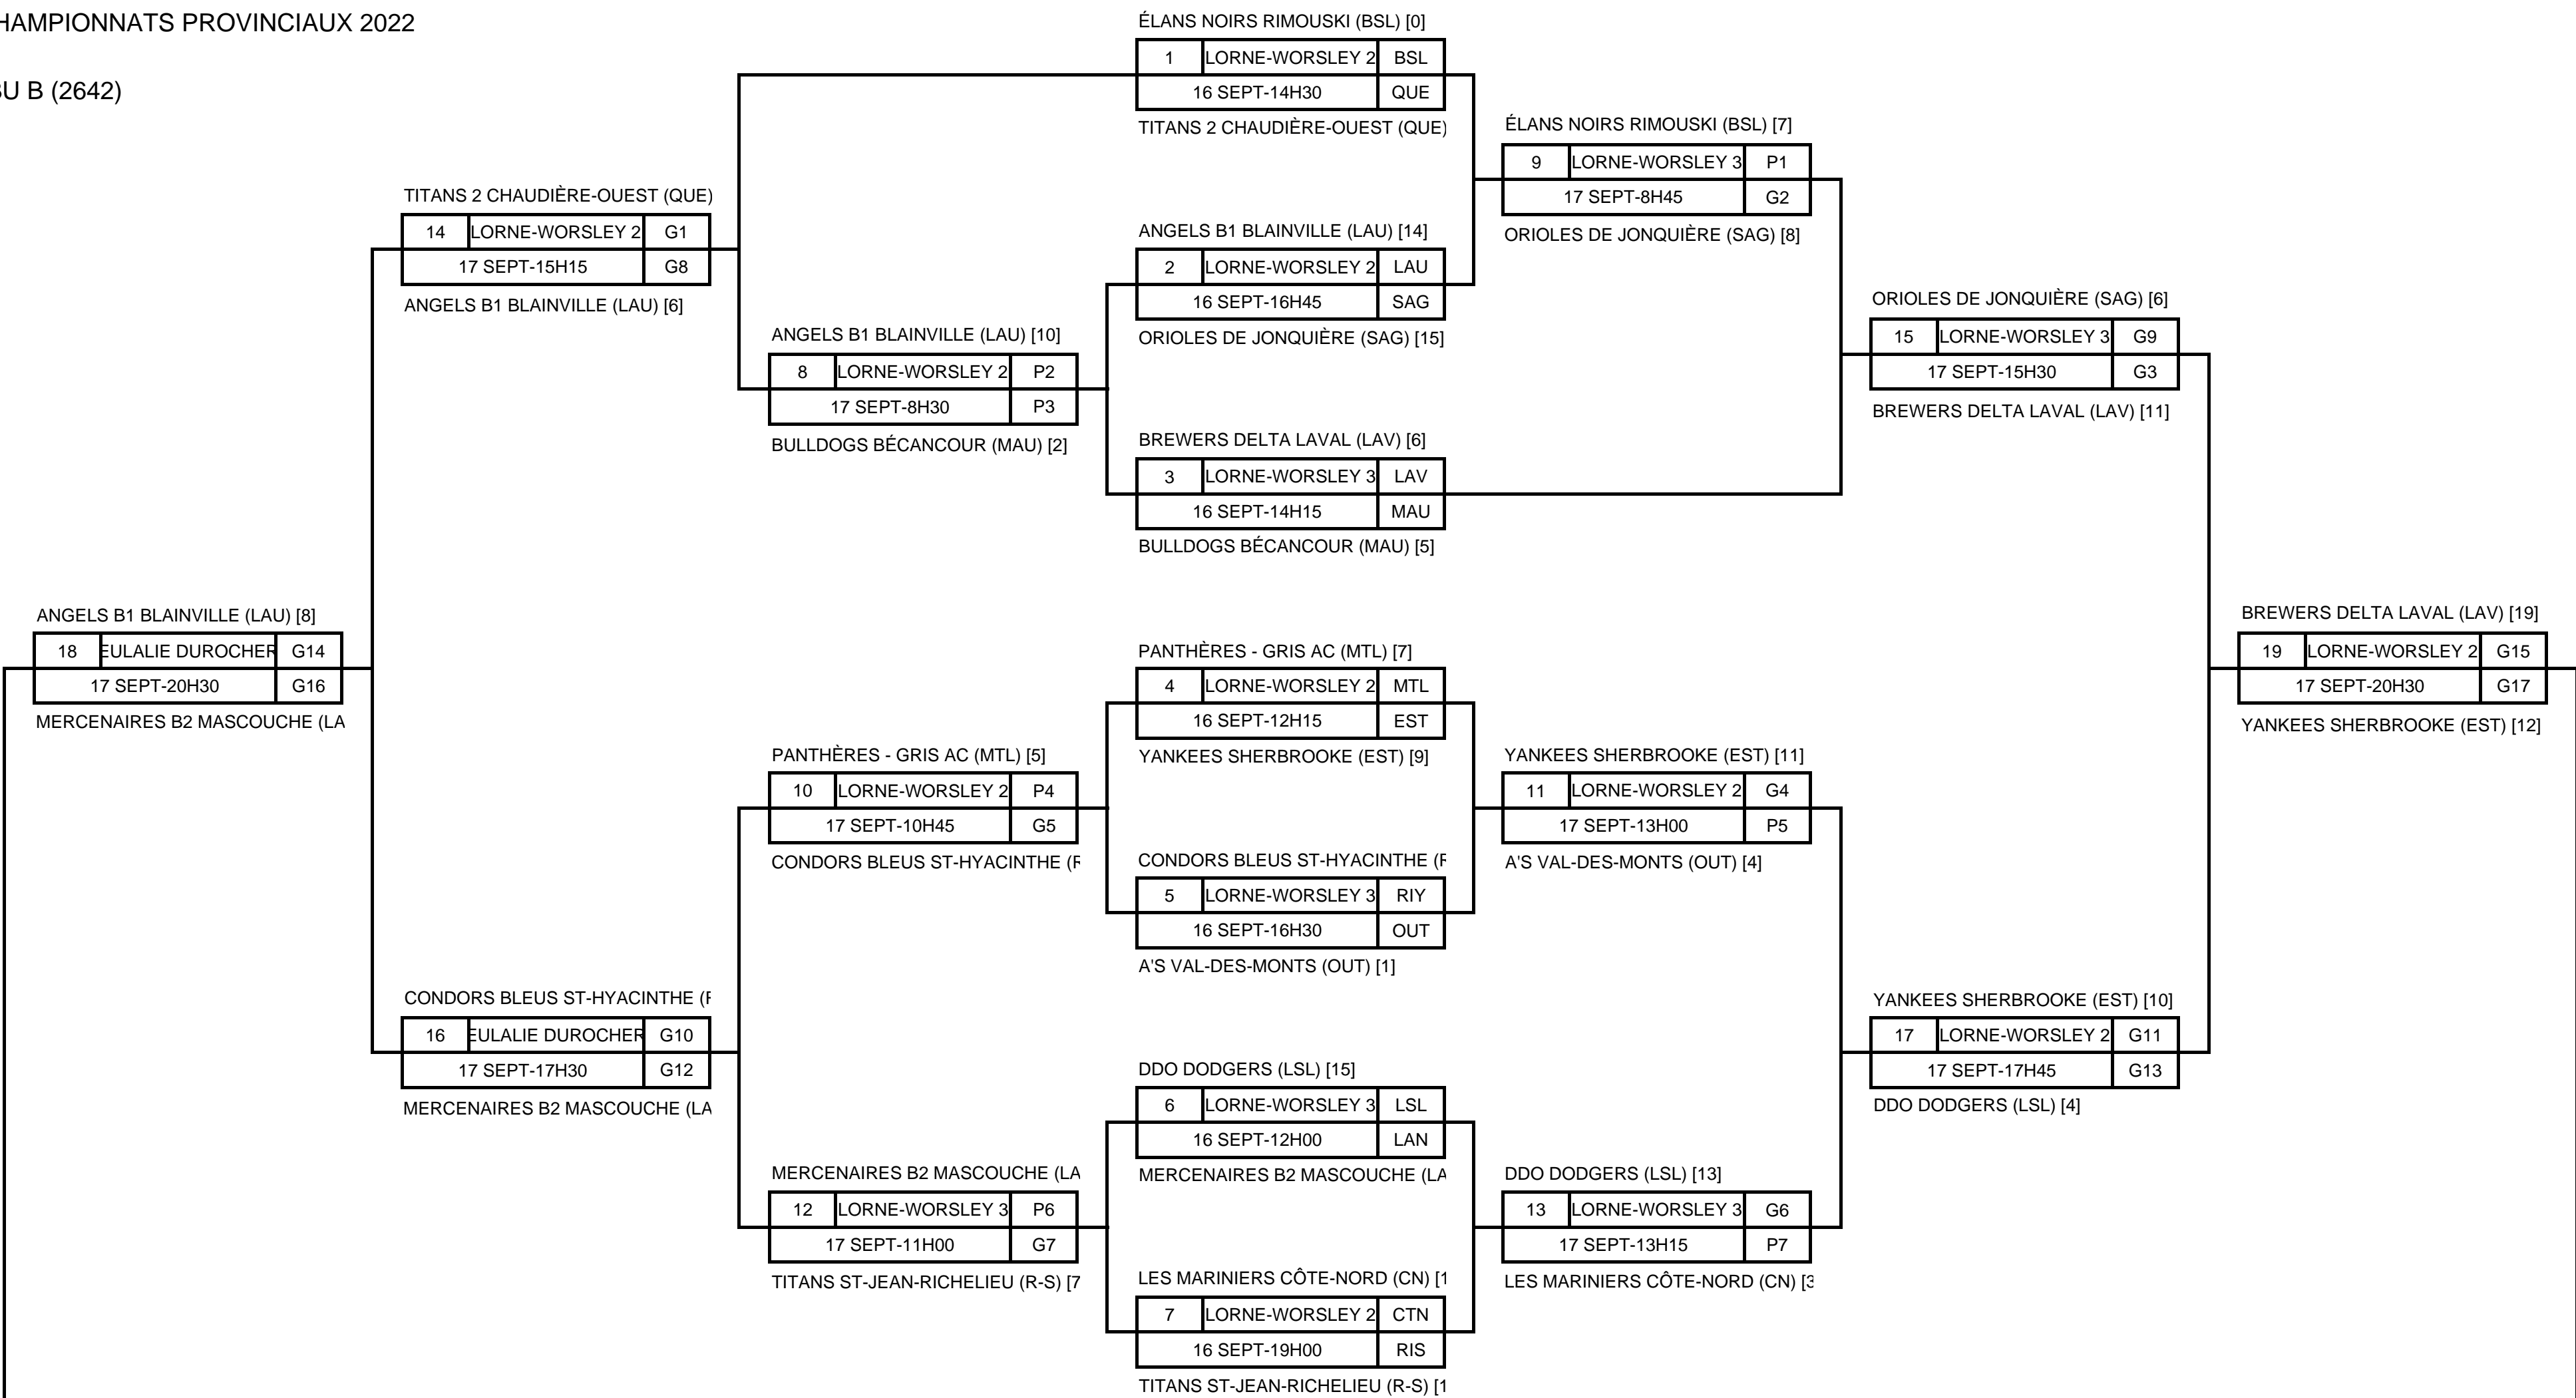 HAMPIONNATS PROVINCIAUX 2022
U B (2642)
ÉLANS NOIRS RIMOUSKI (BSL) [0]
1 LORNE-WORSLEY 2 BSL
16 SEPT-14H30 QUE
TITANS 2 CHAUDIÈRE-OUEST (QUE)
ÉLANS NOIRS RIMOUSKI (BSL) [7]
9 LORNE-WORSLEY 3 P1
17 SEPT-8H45 G2
ORIOLES DE JONQUIÈRE (SAG) [8]
TITANS 2 CHAUDIÈRE-OUEST (QUE)
14 LORNE-WORSLEY 2 G1
17 SEPT-15H15 G8
ANGELS B1 BLAINVILLE (LAU) [6]
ANGELS B1 BLAINVILLE (LAU) [14]
2 LORNE-WORSLEY 2 LAU
16 SEPT-16H45 SAG
ORIOLES DE JONQUIÈRE (SAG) [15]
ORIOLES DE JONQUIÈRE (SAG) [6]
15 LORNE-WORSLEY 3 G9
17 SEPT-15H30 G3
BREWERS DELTA LAVAL (LAV) [11]
ANGELS B1 BLAINVILLE (LAU) [10]
8 LORNE-WORSLEY 2 P2
17 SEPT-8H30 P3
BULLDOGS BÉCANCOUR (MAU) [2]
BREWERS DELTA LAVAL (LAV) [6]
3 LORNE-WORSLEY 3 LAV
16 SEPT-14H15 MAU
BULLDOGS BÉCANCOUR (MAU) [5]
ANGELS B1 BLAINVILLE (LAU) [8]
18 EULALIE DUROCHER G14
17 SEPT-20H30 G16
MERCENAIRES B2 MASCOUCHE (LA
BREWERS DELTA LAVAL (LAV) [19]
19 LORNE-WORSLEY 2 G15
17 SEPT-20H30 G17
YANKEES SHERBROOKE (EST) [12]
PANTHÈRES - GRIS AC (MTL) [7]
4 LORNE-WORSLEY 2 MTL
16 SEPT-12H15 EST
YANKEES SHERBROOKE (EST) [9]
PANTHÈRES - GRIS AC (MTL) [5]
10 LORNE-WORSLEY 2 P4
17 SEPT-10H45 G5
CONDORS BLEUS ST-HYACINTHE (R
YANKEES SHERBROOKE (EST) [11]
11 LORNE-WORSLEY 2 G4
17 SEPT-13H00 P5
A'S VAL-DES-MONTS (OUT) [4]
CONDORS BLEUS ST-HYACINTHE (R
5 LORNE-WORSLEY 3 RIY
16 SEPT-16H30 OUT
A'S VAL-DES-MONTS (OUT) [1]
CONDORS BLEUS ST-HYACINTHE (R
16 EULALIE DUROCHER G10
17 SEPT-17H30 G12
MERCENAIRES B2 MASCOUCHE (LA
YANKEES SHERBROOKE (EST) [10]
17 LORNE-WORSLEY 2 G11
17 SEPT-17H45 G13
DDO DODGERS (LSL) [4]
DDO DODGERS (LSL) [15]
6 LORNE-WORSLEY 3 LSL
16 SEPT-12H00 LAN
MERCENAIRES B2 MASCOUCHE (LA
MERCENAIRES B2 MASCOUCHE (LA
12 LORNE-WORSLEY 3 P6
17 SEPT-11H00 G7
TITANS ST-JEAN-RICHELIEU (R-S) [7
DDO DODGERS (LSL) [13]
13 LORNE-WORSLEY 3 G6
17 SEPT-13H15 P7
LES MARINIERS CÔTE-NORD (CN) [3
LES MARINIERS CÔTE-NORD (CN) [1
7 LORNE-WORSLEY 2 CTN
16 SEPT-19H00 RIS
TITANS ST-JEAN-RICHELIEU (R-S) [1